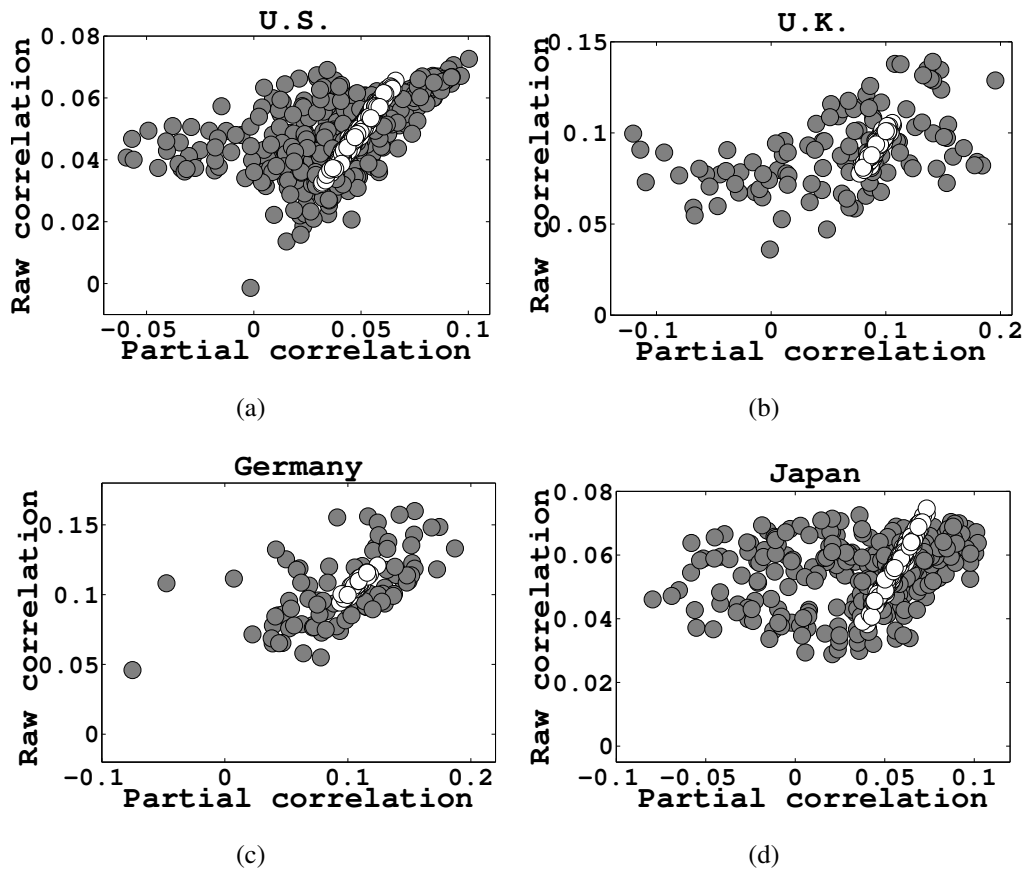 U.S.
Raw correlation
0.08
0.06
0.04
0.02
0
−0.05
0
0.05
0.1
Partial correlation
(a)
U.K.
Raw correlation
0.15
0.1
0.05
0
−0.1
0
0.1
0.2
Partial correlation
(b)
Germany
Raw correlation
0.15
0.1
0.05
0
−0.1
0
0.1
0.2
Partial correlation
(c)
Japan
Raw correlation
0.08
0.06
0.04
0.02
0
−0.1
−0.05
0
0.05
0.1
Partial correlation
(d)